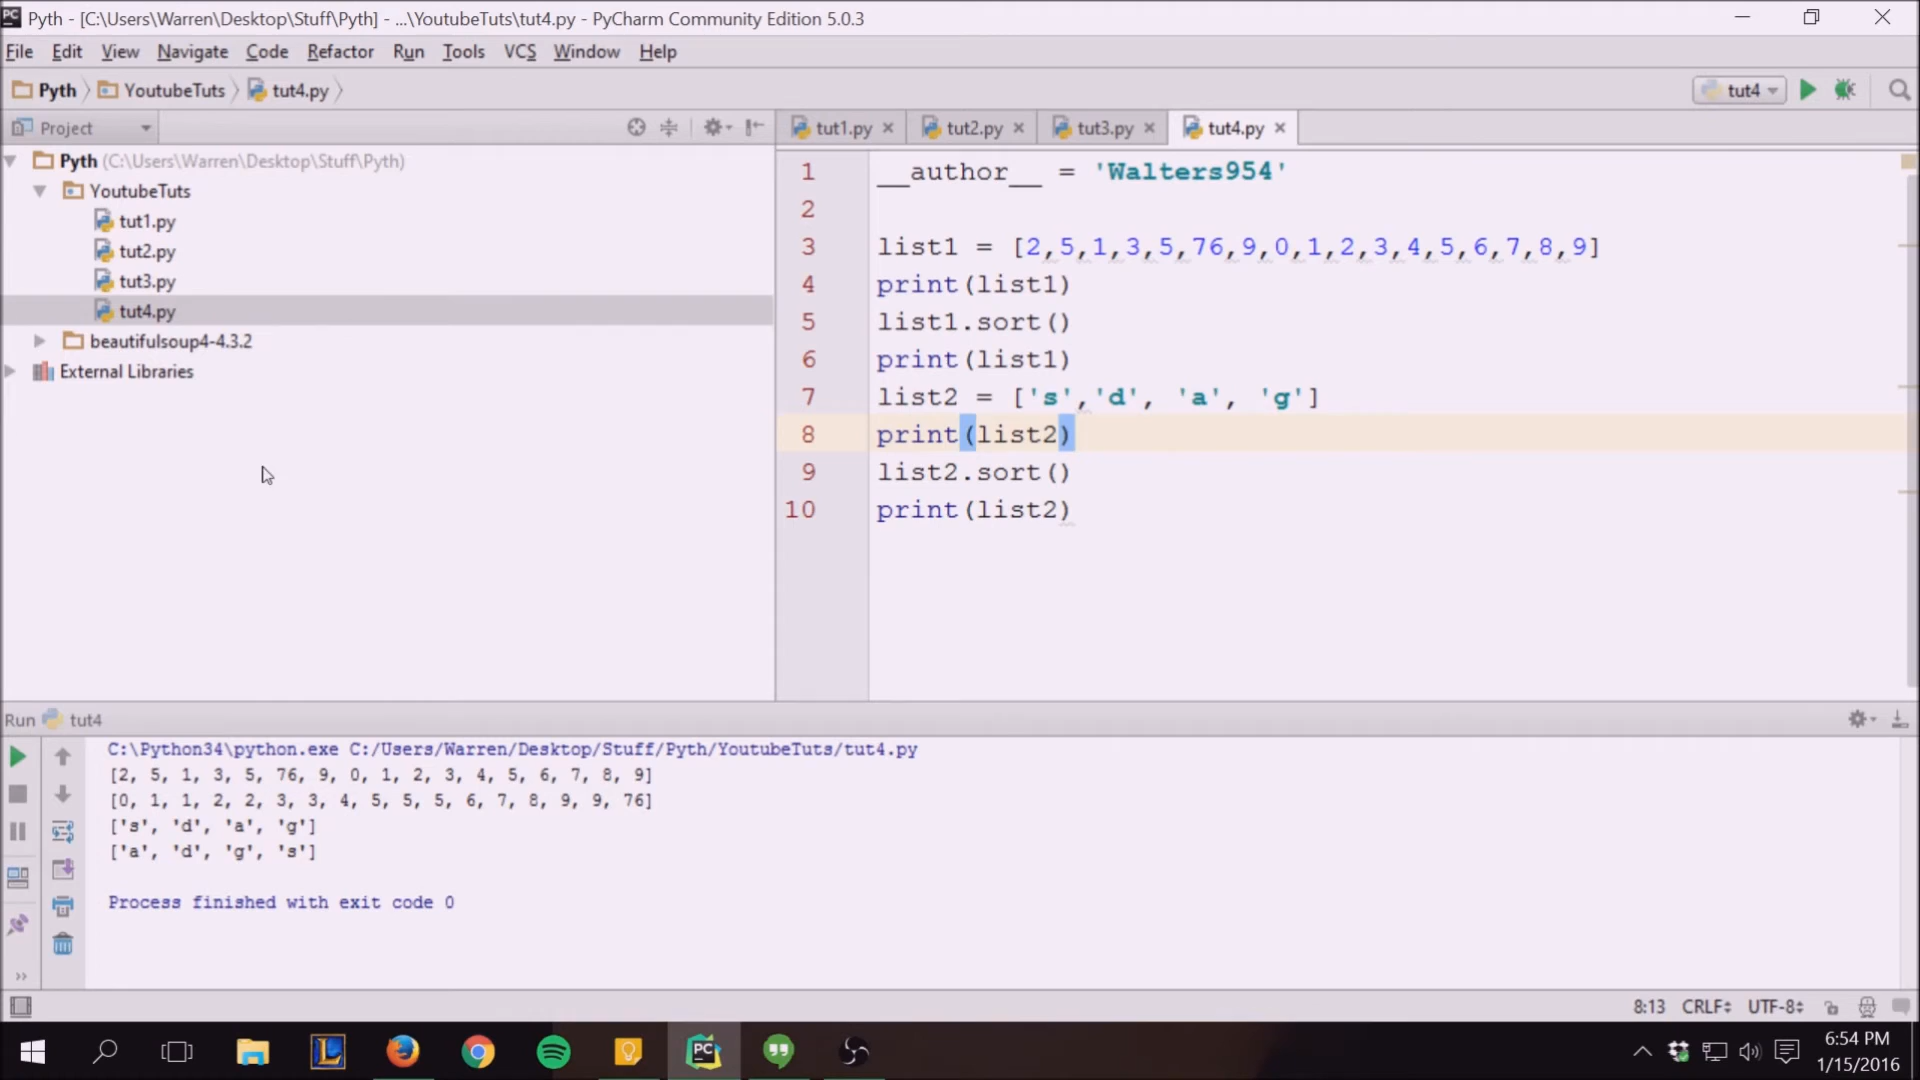 Pyth - [C:\Users\Warren\Desktop\Stuff\Pyth] - ...\YoutubeTuts\tut4.py - PyCharm Community Edition 5.0.3
File Edit View Navigate Code Refactor Run Tools VCS Window Help
Pyth YoutubeTuts tut4.py tut4
Project
tut1.py tut2.py tut3.py tut4.py
Pyth (C:\Users\Warren\Desktop\Stuff\Pyth)
YoutubeTuts
tut1.py
tut2.py
tut3.py
tut4.py
beautifulsoup4-4.3.2
External Libraries
1 __author__ = 'Walters954'
2
3 list1 = [2,5,1,3,5,76,9,0,1,2,3,4,5,6,7,8,9]
4 print(list1)
5 list1.sort()
6 print(list1)
7 list2 = ['s','d', 'a', 'g']
8 print(list2)
9 list2.sort()
10 print(list2)
Run tut4
C:\Python34\python.exe C:/Users/Warren/Desktop/Stuff/Pyth/YoutubeTuts/tut4.py
[2, 5, 1, 3, 5, 76, 9, 0, 1, 2, 3, 4, 5, 6, 7, 8, 9]
[0, 1, 1, 2, 2, 3, 3, 4, 5, 5, 5, 6, 7, 8, 9, 9, 76]
['s', 'd', 'a', 'g']
['a', 'd', 'g', 's']
Process finished with exit code 0
8:13 CRLF UTF-8
PC
6:54 PM
1/15/2016